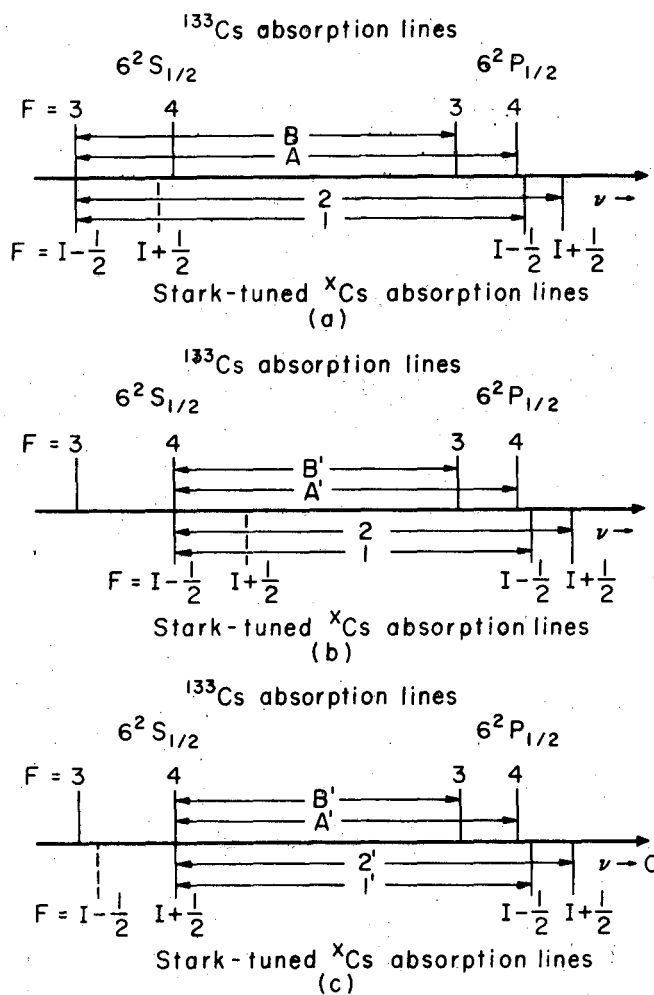 ¹³³Cs absorption lines
6²S₁/₂ 6²P₁/₂
F = 3 4 3 4
B
A
2 ν →
1
F = I-½ I+½ I-½ I+½
Stark-tuned ˣCs absorption lines
(a)
¹³³Cs absorption lines
6²S₁/₂ 6²P₁/₂
F = 3 4 3 4
B'
A'
2 ν →
1
F = I-½ I+½ I-½ I+½
Stark-tuned ˣCs absorption lines
(b)
¹³³Cs absorption lines
6²S₁/₂ 6²P₁/₂
F = 3 4 3 4
B'
A'
2' ν → C
1'
F = I-½ I+½ I-½ I+½
Stark-tuned ˣCs absorption lines
(c)